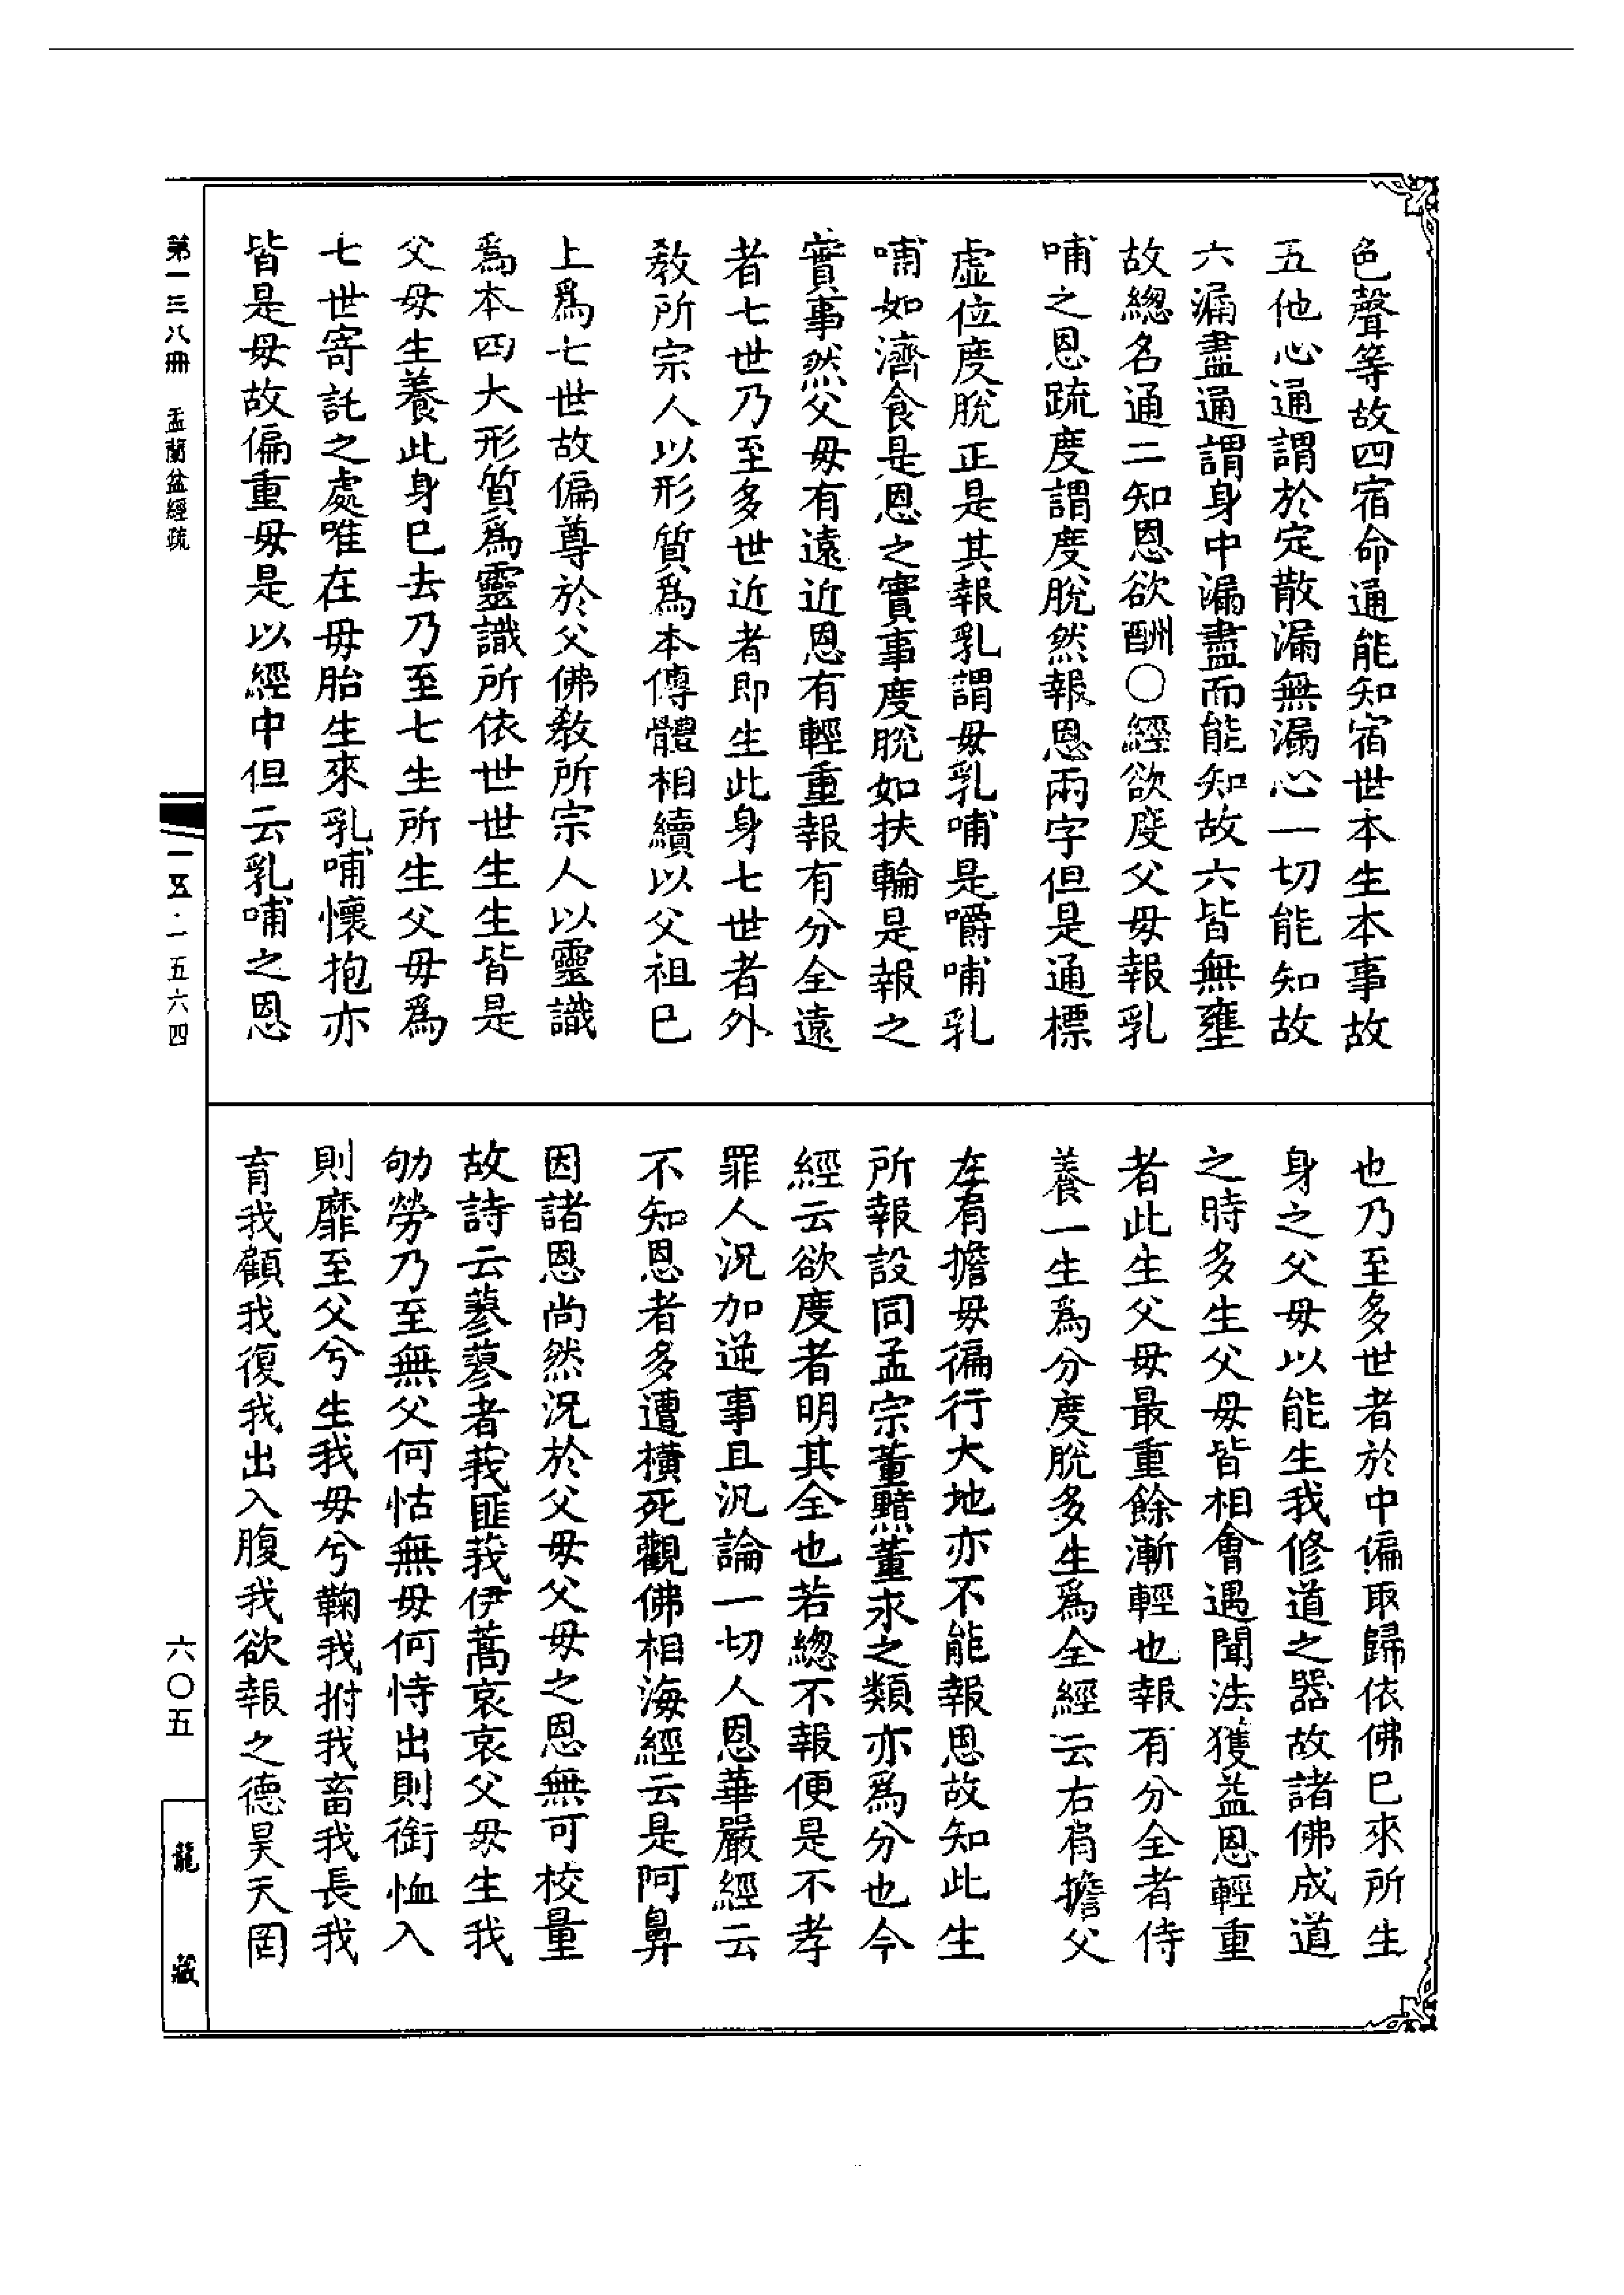 色聲等故四宿命通能知宿世本生本事故
五他心通謂於定散漏無漏心一切能知故
六漏盡通謂身中漏盡而能知故六皆無壅
故總名通二知恩欲酬○經欲度父母報乳
哺之恩疏度謂度脫然報恩兩字但是通標
虛位度脫正是其報乳謂母乳哺是嚼哺乳
哺如濟食是恩之實事度脫如扶輪是報之
實事然父母有遠近恩有輕重報有分全遠
者七世乃至多世近者即生此身七世者外
敎所宗人以形質爲本傳體相續以父祖已
上爲七世故偏尊於父佛敎所宗人以靈識
爲本四大形質爲靈識所依世世生生皆是
父母生養此身已去乃至七生所生父母爲
七世寄託之處唯在母胎生來乳哺懷抱亦
皆是母故偏重母是以經中但云乳哺之恩
也乃至多世者於中偏取歸依佛已來所生
身之父母以能生我修道之器故諸佛成道
之時多生父母皆相會遇聞法獲益恩輕重
者此生父母最重餘漸輕也報有分全者侍
養一生爲分度脫多生爲全經云右肩擔父
左肩擔母徧行大地亦不能報恩故知此生
所報設同孟宗董黯董永之類亦爲分也今
經云欲度者明其全也若總不報便是不孝
罪人況加逆事且汎論一切人恩華嚴經云
不知恩者多遭橫死觀佛相海經云是阿鼻
因諸恩尚然況於父母父母之恩無可校量
故詩云蓼蓼者莪匪莪伊蒿哀哀父母生我
劬勞乃至無父何怙無母何恃出則銜恤入
則靡至父兮生我母兮鞠我拊我畜我長我
育我顧我復我出入腹我欲報之德昊天罔
第一三八冊 盂蘭盆經疏
一五·一五六四
六〇五
龍藏